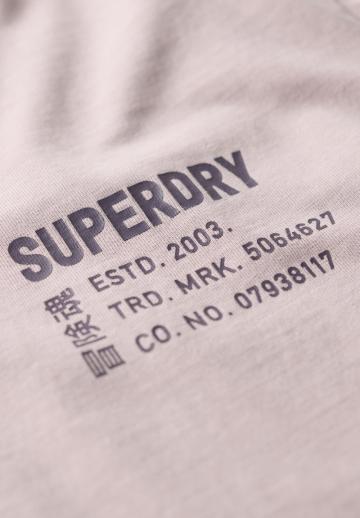 SUPERDRY
ESTD. 2003.
TRD. MRK. 5064627
CO. NO. 07938117